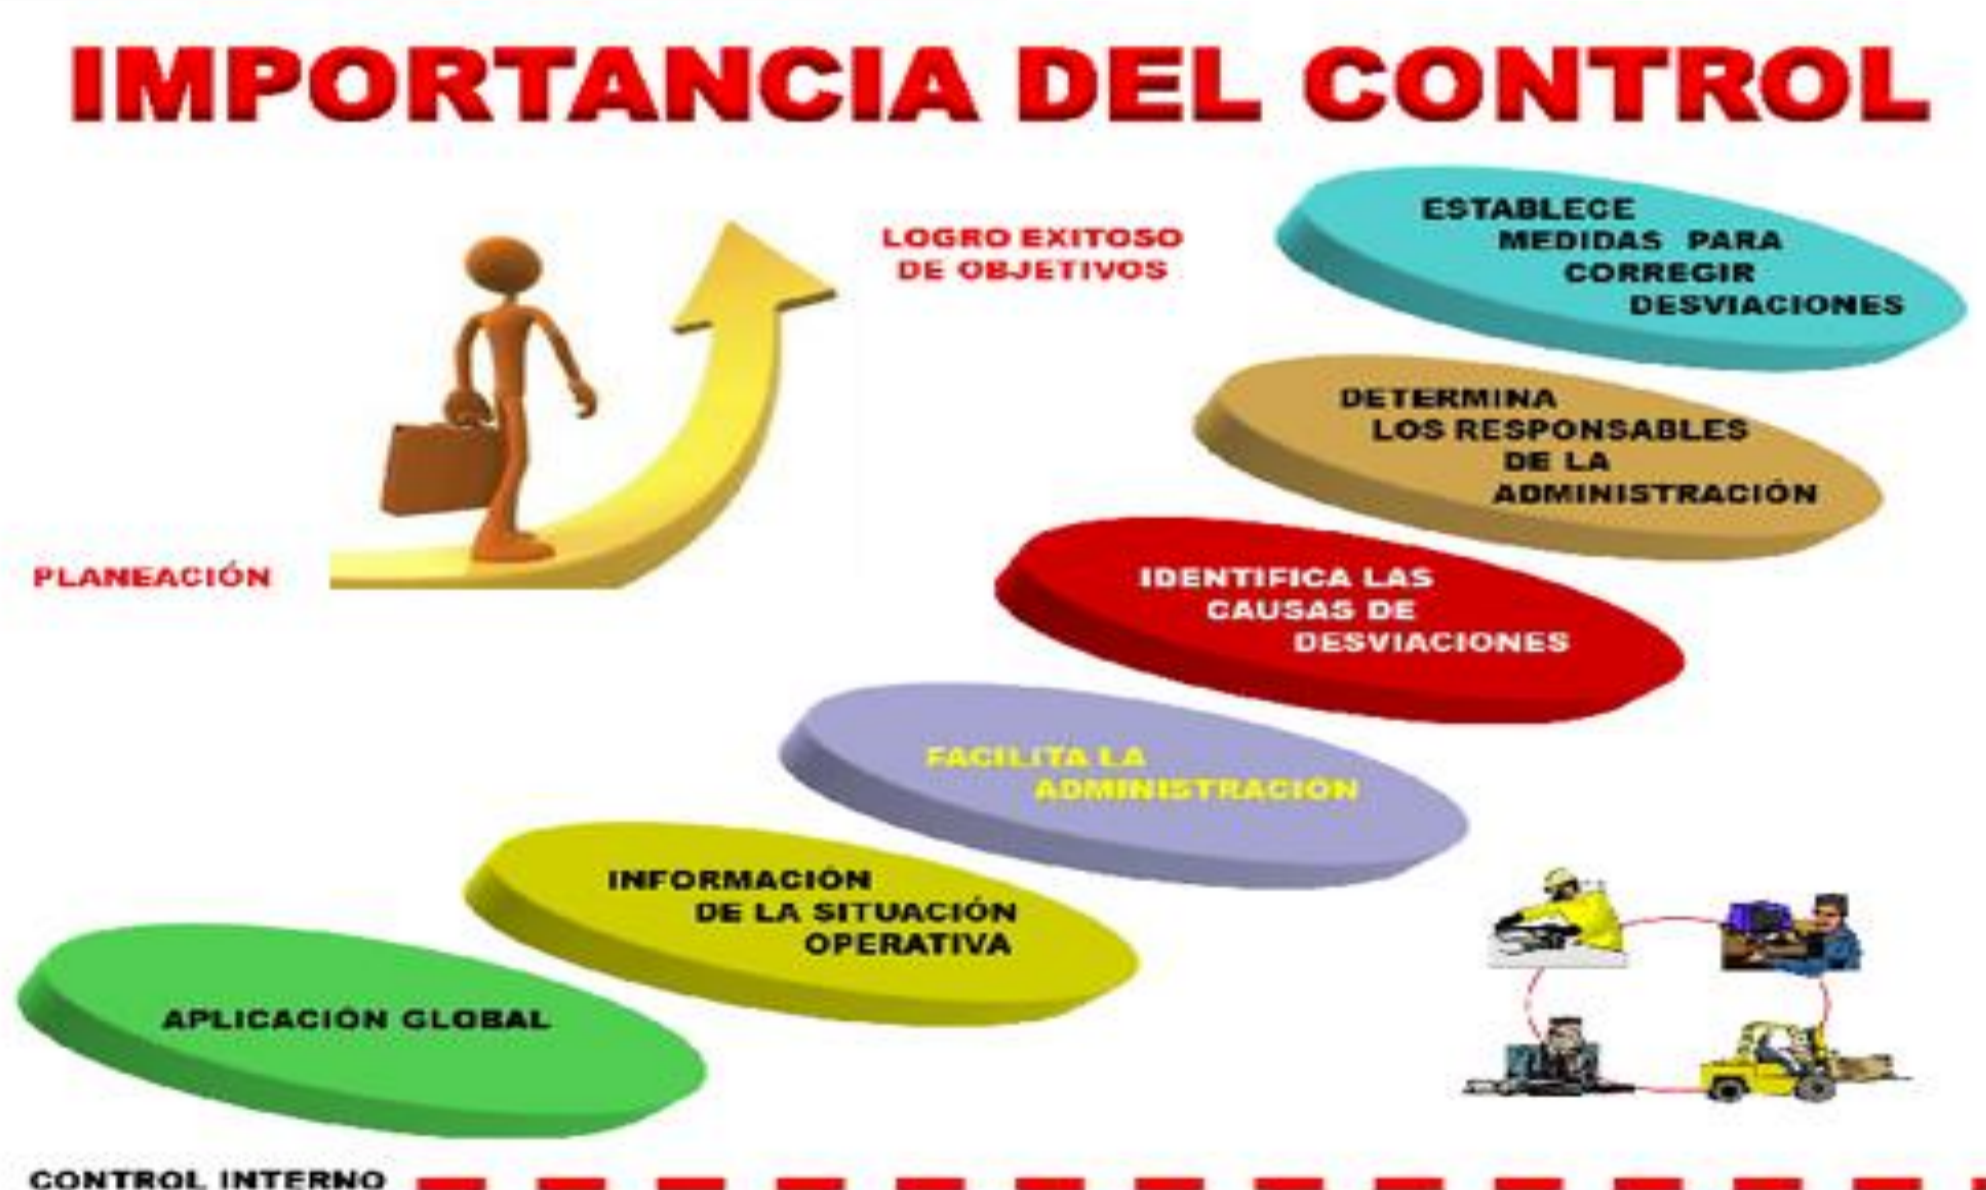 IMPORTANCIA DEL CONTROL
LOGRO EXITOSO
DE OBJETIVOS
PLANEACIÓN
ESTABLECE
MEDIDAS PARA
CORREGIR
DESVIACIONES
DETERMINA
LOS RESPONSABLES
DE LA
ADMINISTRACIÓN
IDENTIFICA LAS
CAUSAS DE
DESVIACIONES
FACILITA LA
ADMINISTRACIÓN
INFORMACIÓN
DE LA SITUACIÓN
OPERATIVA
APLICACIÓN GLOBAL
CONTROL INTERNO